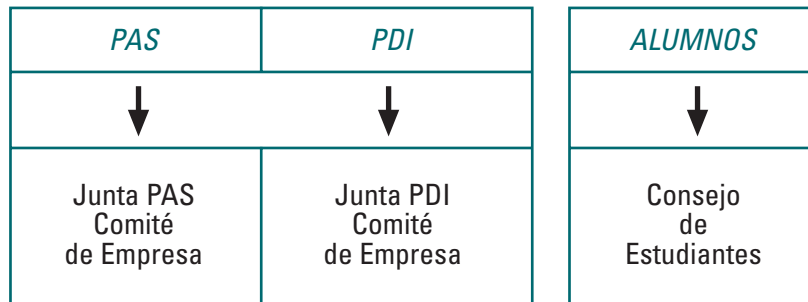 PAS
PDI
ALUMNOS
Junta PAS
Comité
de Empresa
Junta PDI
Comité
de Empresa
Consejo
de
Estudiantes